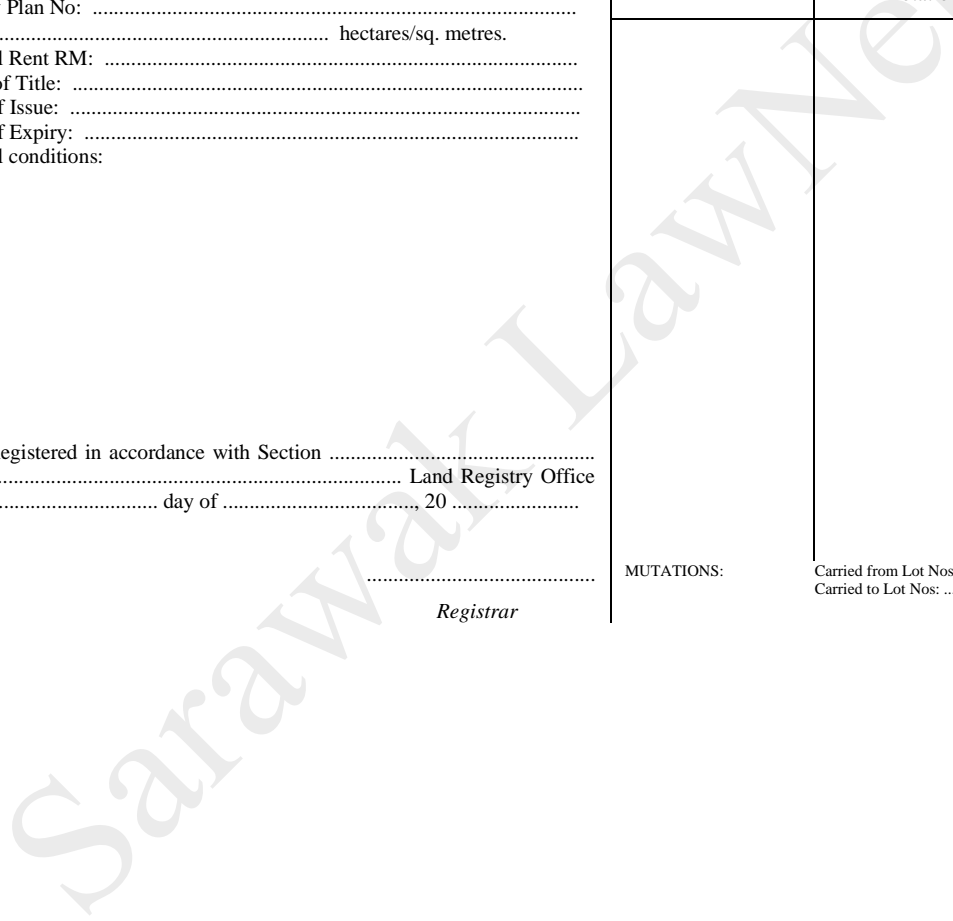 Plan No: ............................................................................................
............................................................... hectares/sq. metres.
Rent RM: .........................................................................................
of Title: ................................................................................................
Issue: ................................................................................................
Expiry: .............................................................................................
conditions:
egistered in accordance with Section ..................................................
............................................................................ Land Registry Office
.............................. day of ...................................., 20 ........................
...........................................
Registrar
MUTATIONS:
Carried from Lot Nos
Carried to Lot Nos: ...
Sarawak LawNe